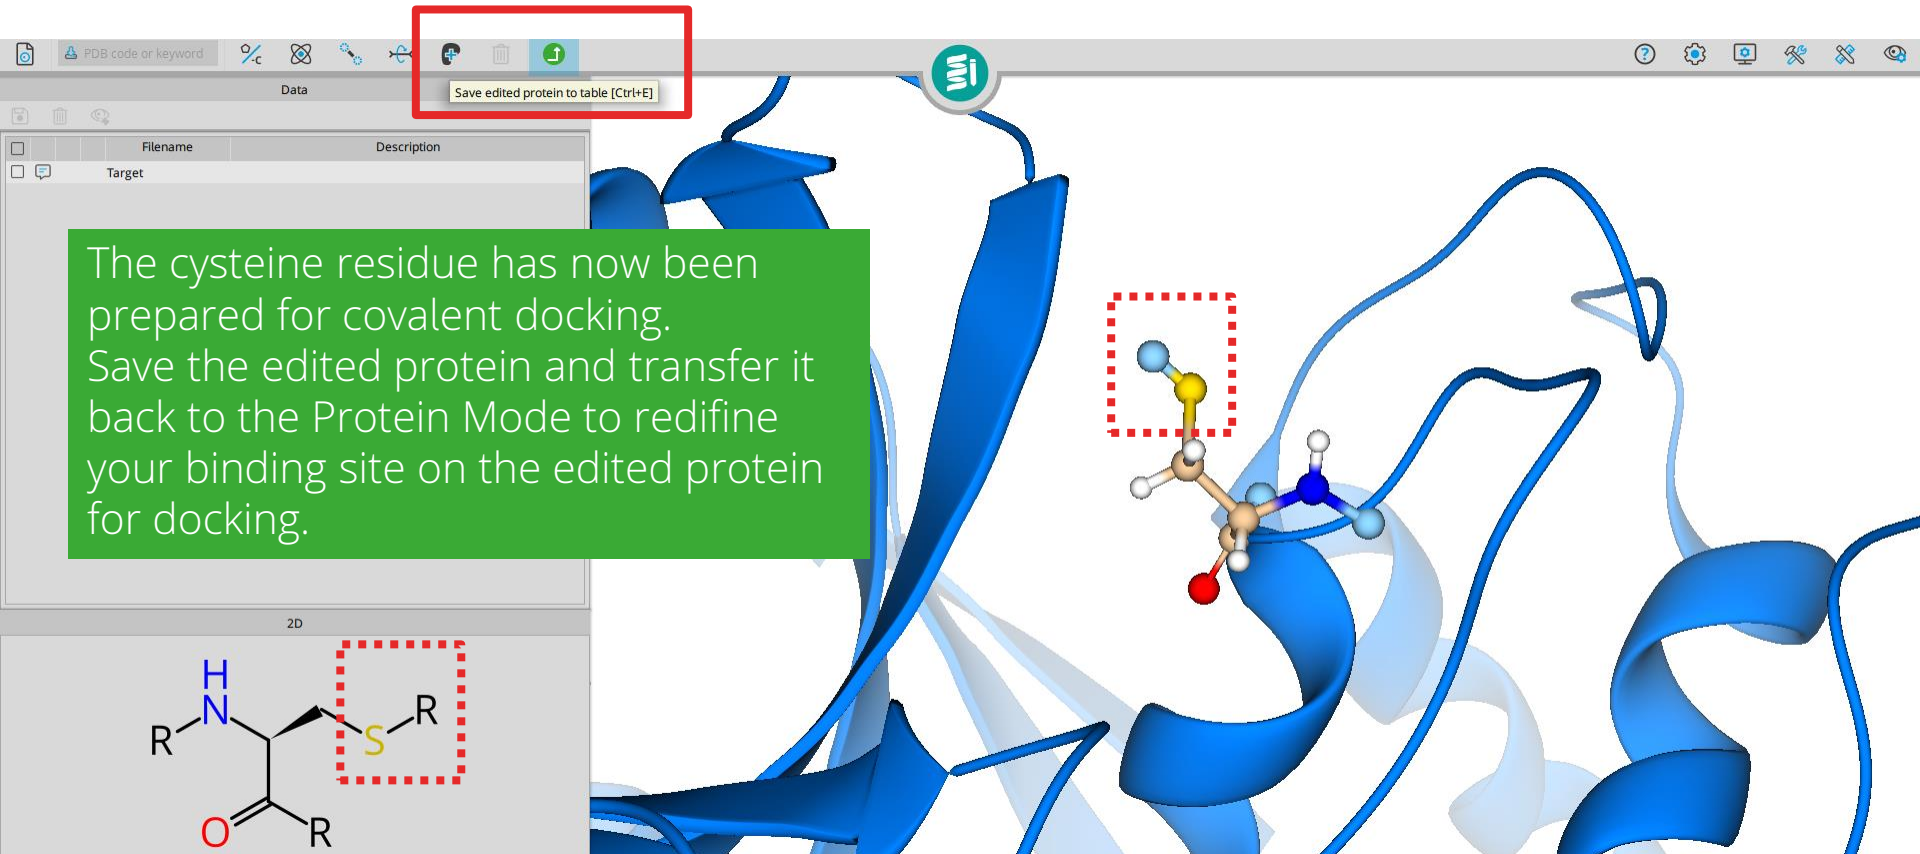 PDB code or keyword
Save edited protein to table [Ctrl+E]
Data
Filename
Description
Target
The cysteine residue has now been
prepared for covalent docking.
Save the edited protein and transfer it
back to the Protein Mode to redifine
your binding site on the edited protein
for docking.
2D
H
N
R
R
S
O
R